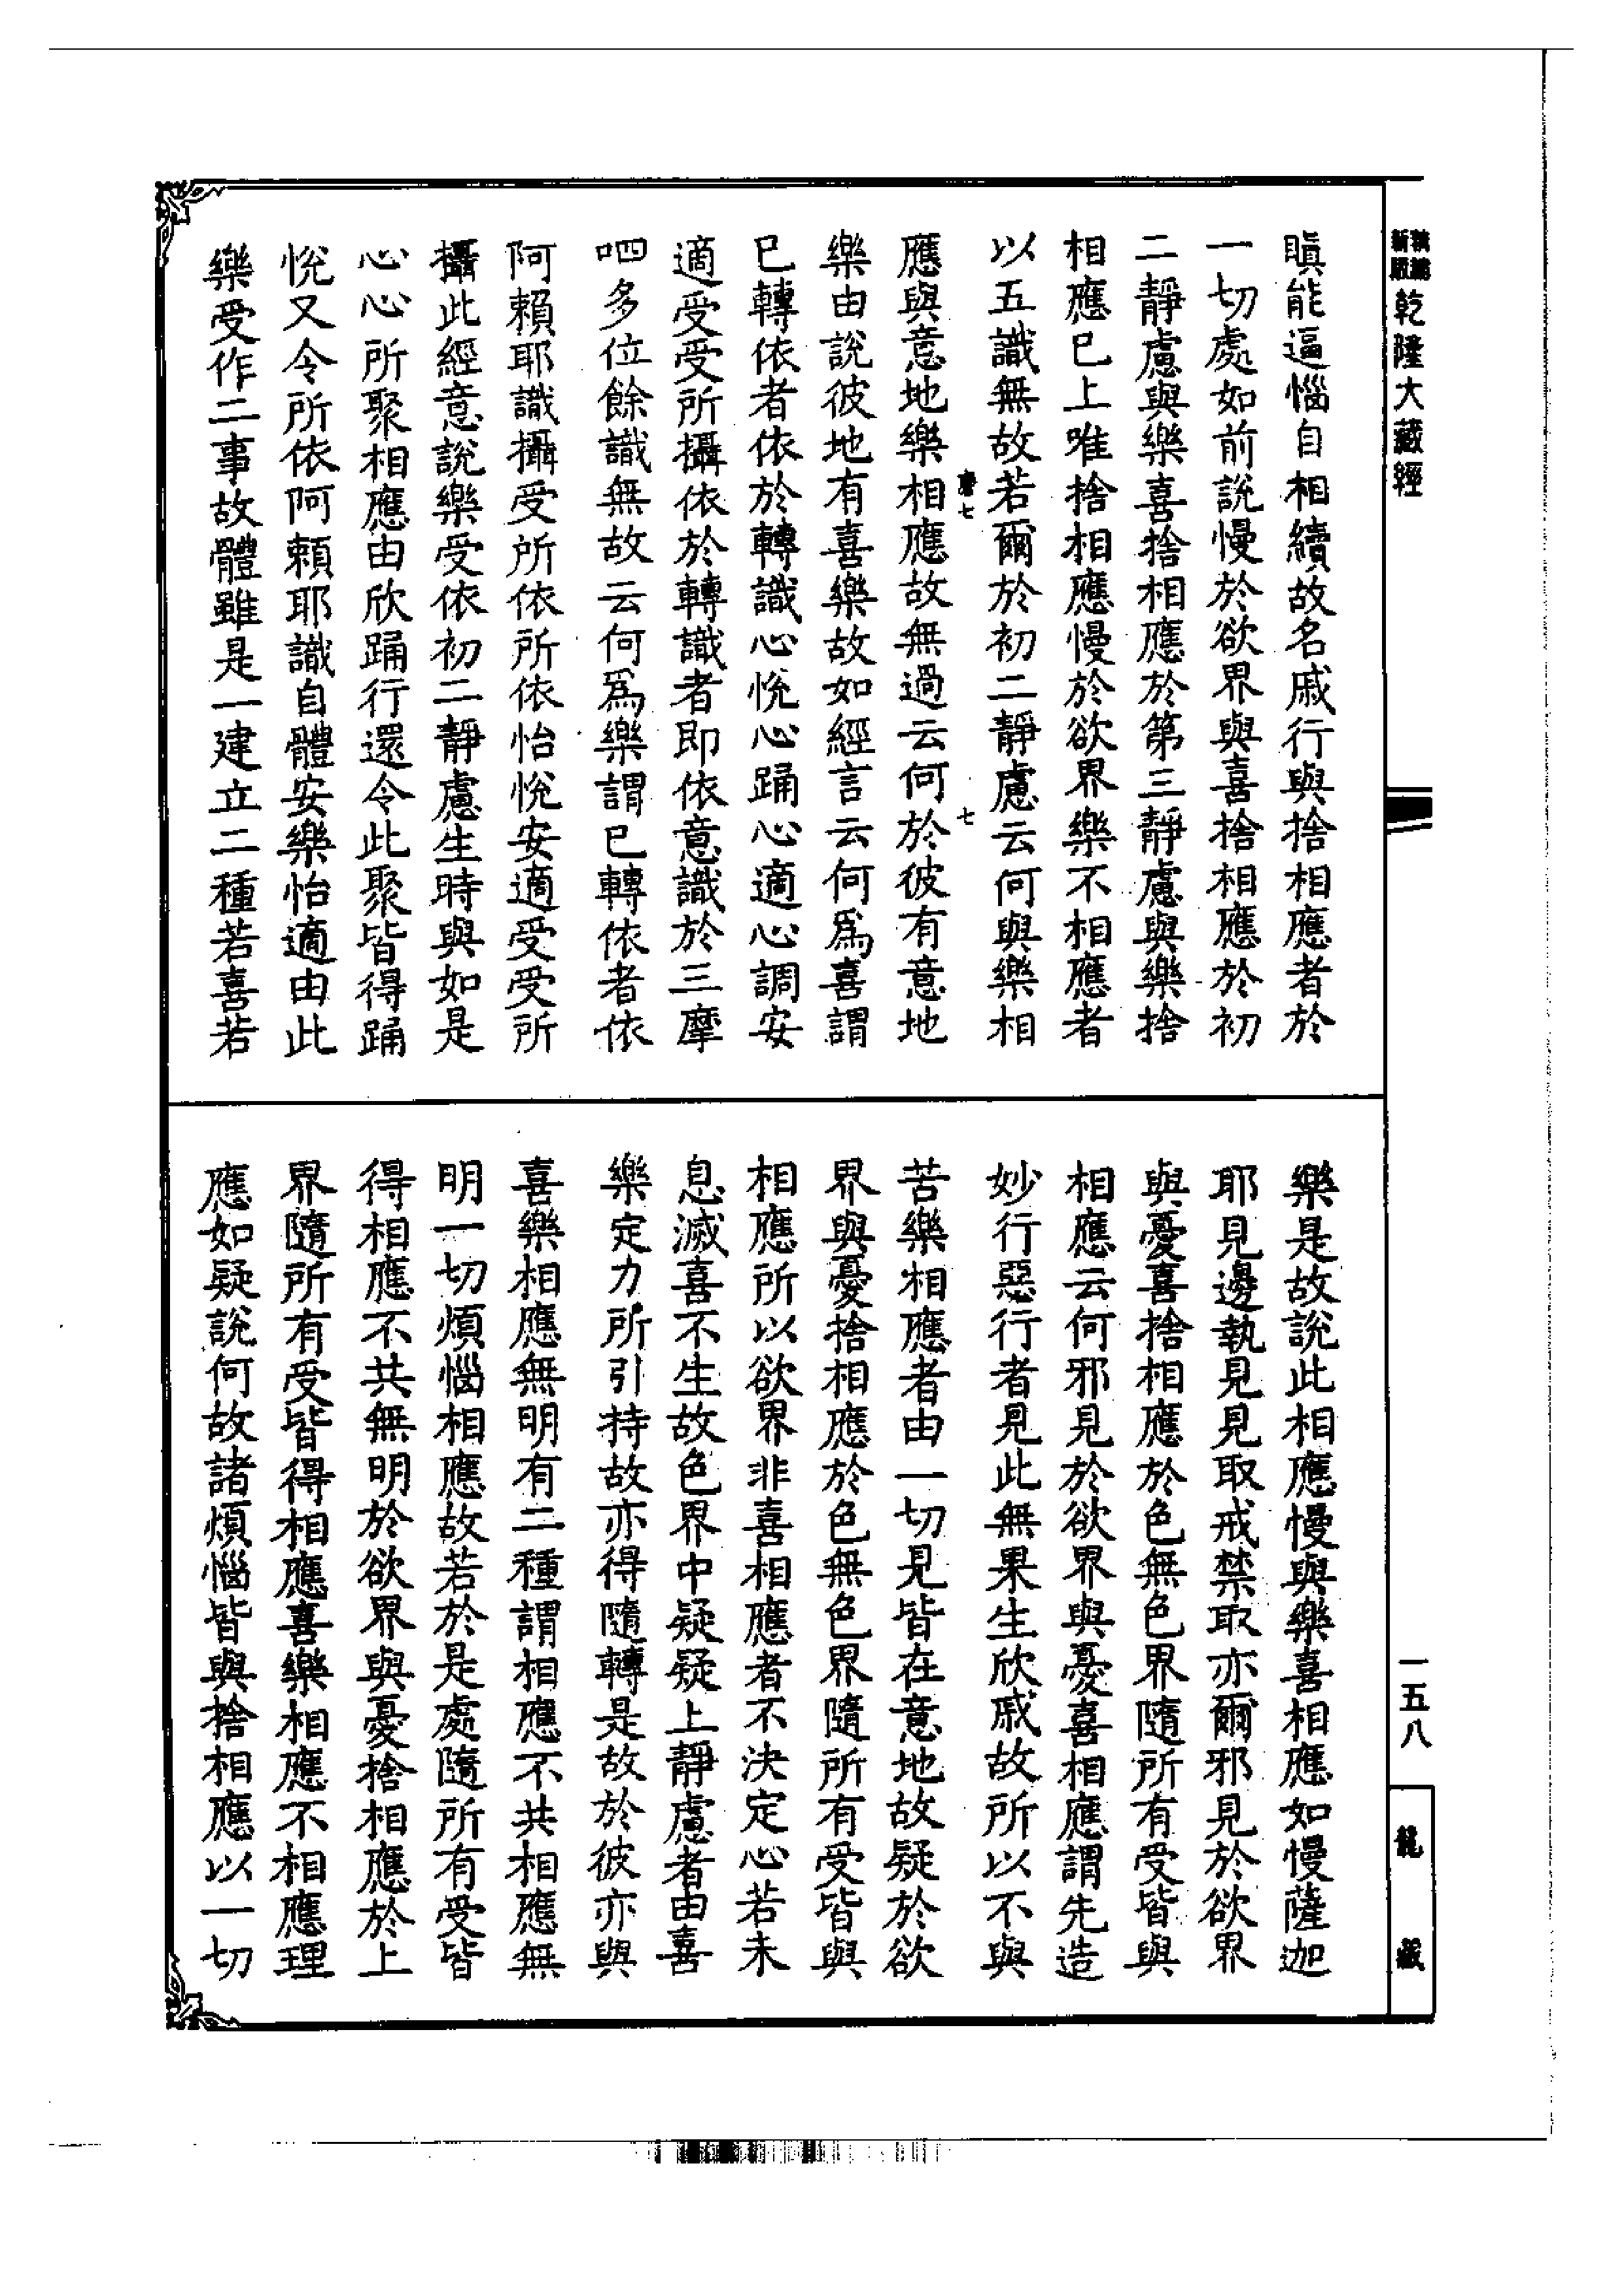 新版
乾隆大藏經
瞋能逼惱自相續故名慼行與捨相應者於
一切處如前說慢於欲界與喜捨相應於初
二靜慮與樂喜捨相應於第三靜慮與樂捨
相應已上唯捨相應慢於欲界樂不相應者
以五識無故若爾於初二靜慮云何與樂相
七
七
應與意地樂相應故無過云何於彼有意地
樂由說彼地有喜樂故如經言云何爲喜謂
已轉依者依於轉識心悅心踊心適心調安
適受受所攝依於轉識者即依意識於三摩
呬多位餘識無故云何爲樂謂已轉依者依
阿賴耶識攝受所依所依怡悅安適受受所
攝此經意說樂受依初二靜慮生時與如是
心心所聚相應由欣踊行還令此聚皆得踊
悅又令所依阿賴耶識自體安樂怡適由此
樂受作二事故體雖是一建立二種若喜若
樂是故說此相應慢與樂喜相應如慢薩迦
耶見邊執見見取戒禁取亦爾邪見於欲界
與憂喜捨相應於色無色界隨所有受皆與
相應云何邪見於欲界與憂喜相應謂先造
妙行惡行者見此無果生欣慼故所以不與
苦樂相應者由一切見皆在意地故疑於欲
界與憂捨相應於色無色界隨所有受皆與
相應所以欲界非喜相應者不決定心若未
息滅喜不生故色界中疑疑上靜慮者由喜
樂定力所引持故亦得隨轉是故於彼亦與
喜樂相應無明有二種謂相應不共相應無
明一切煩惱相應故若於是處隨所有受皆
得相應不共無明於欲界與憂捨相應於上
界隨所有受皆得相應喜樂相應不相應理
應如疑說何故諸煩惱皆與捨相應以一切
一五八
龍藏